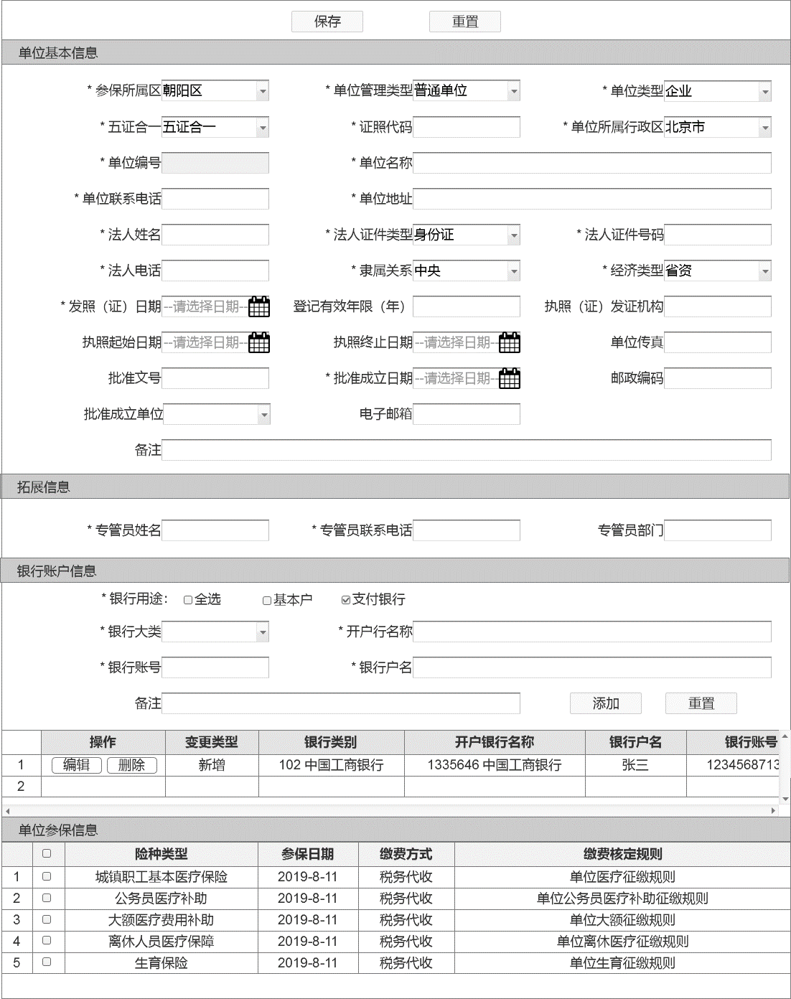 保存 重置
单位基本信息
* 参保所属区 朝阳区 * 单位管理类型 普通单位 * 单位类型 企业
* 五证合一 五证合一 * 证照代码 * 单位所属行政区 北京市
* 单位编号 * 单位名称
* 单位联系电话 * 单位地址
* 法人姓名 * 法人证件类型 身份证 * 法人证件号码
* 法人电话 * 隶属关系 中央 * 经济类型 省资
* 发照（证）日期 --请选择日期-- 登记有效年限（年） 执照（证）发证机构
执照起始日期 --请选择日期-- 执照终止日期 --请选择日期-- 单位传真
批准文号 * 批准成立日期 --请选择日期-- 邮政编码
批准成立单位 电子邮箱
备注
拓展信息
* 专管员姓名 * 专管员联系电话 专管员部门
银行账户信息
* 银行用途： 全选 基本户 支付银行
* 银行大类 * 开户行名称
* 银行账号 * 银行户名
备注 添加 重置
操作 变更类型 银行类别 开户银行名称 银行户名 银行账号
1 编辑 删除 新增 102 中国工商银行 1335646 中国工商银行 张三 1234568713
2
单位参保信息
险种类型 参保日期 缴费方式 缴费核定规则
1 城镇职工基本医疗保险 2019-8-11 税务代收 单位医疗征缴规则
2 公务员医疗补助 2019-8-11 税务代收 单位公务员医疗补助征缴规则
3 大额医疗费用补助 2019-8-11 税务代收 单位大额征缴规则
4 离休人员医疗保障 2019-8-11 税务代收 单位离休医疗征缴规则
5 生育保险 2019-8-11 税务代收 单位生育征缴规则